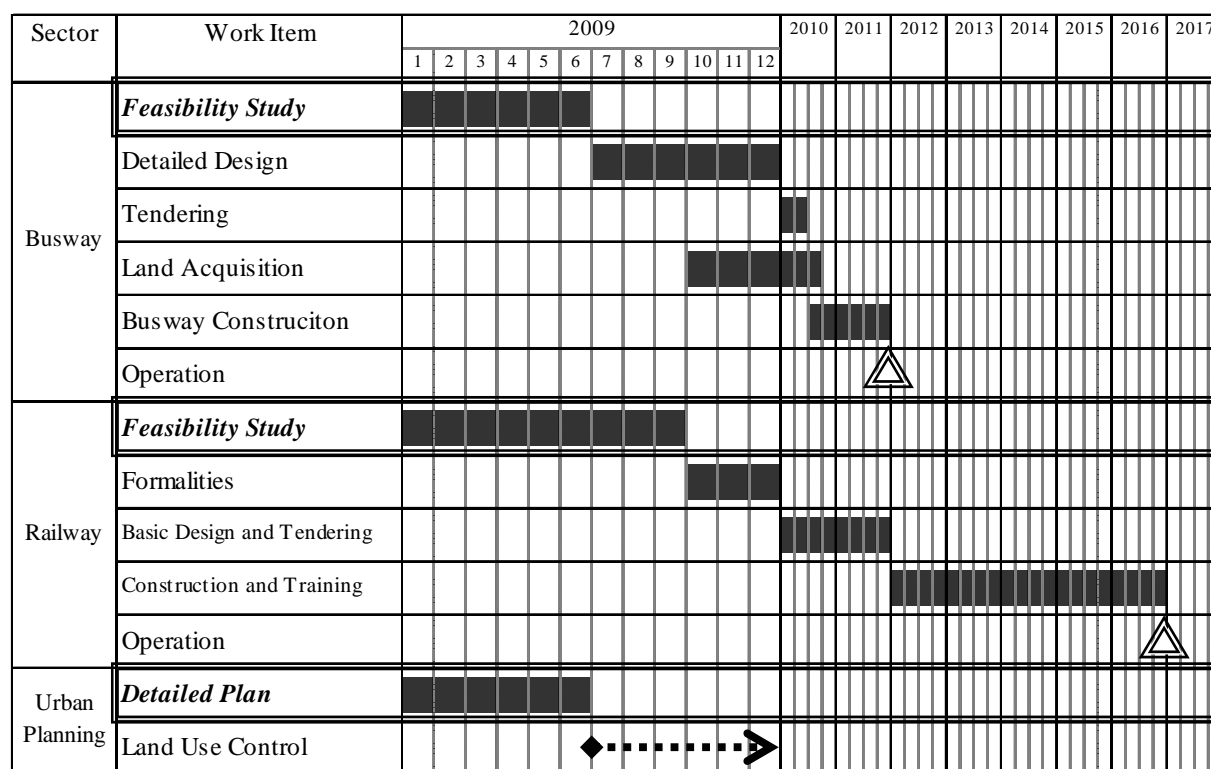 Sector Work Item 2009 2010 2011 2012 2013 2014 2015 2016 2017
1 2 3 4 5 6 7 8 9 10 11 12
Busway
Feasibility Study
Detailed Design
Tendering
Land Acquisition
Busway Construciton
Operation
Railway
Feasibility Study
Formalities
Basic Design and Tendering
Construction and Training
Operation
Urban
Planning
Detailed Plan
Land Use Control